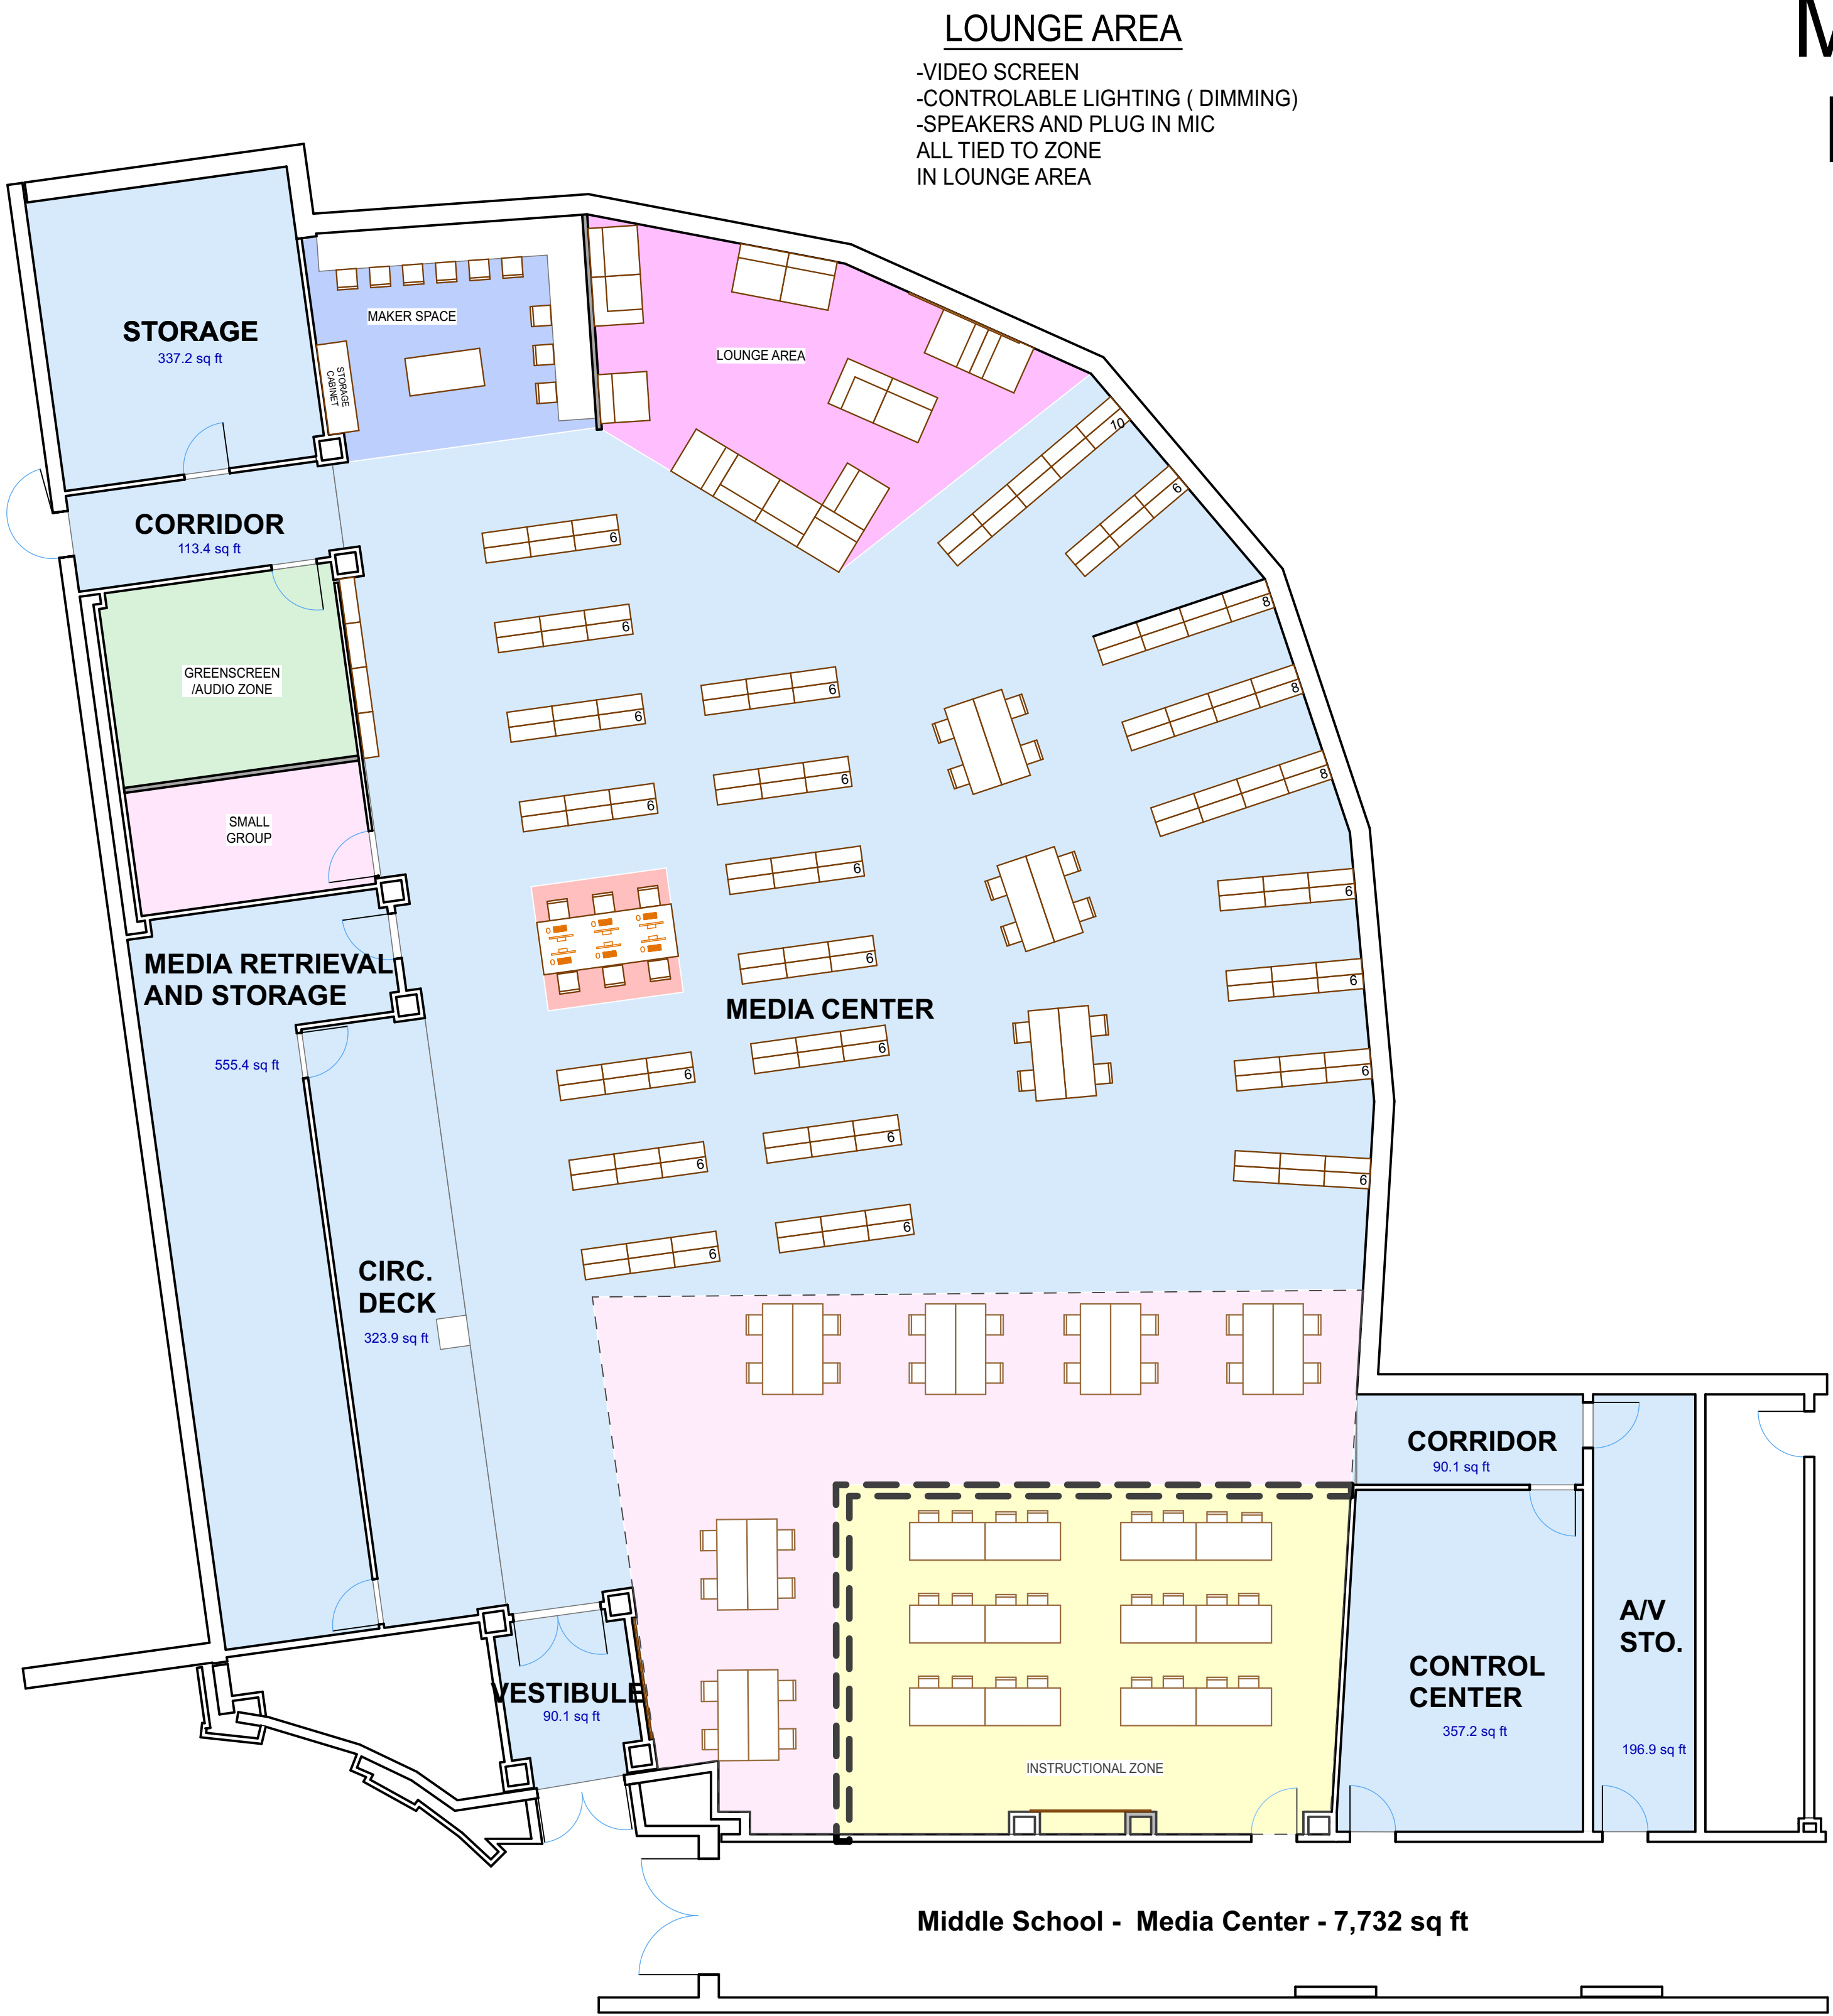 LOUNGE AREA
-VIDEO SCREEN
-CONTROLABLE LIGHTING ( DIMMING)
-SPEAKERS AND PLUG IN MIC
ALL TIED TO ZONE
IN LOUNGE AREA
STORAGE
337.2 sq ft
MAKER SPACE
STORAGE
CABINET
LOUNGE AREA
10
6
CORRIDOR
113.4 sq ft
6
8
6
GREENSCREEN
/AUDIO ZONE
6
6
8
6
6
8
SMALL
GROUP
6
6
MEDIA RETRIEVAL
AND STORAGE
555.4 sq ft
6
6
MEDIA CENTER
6
6
6
6
6
6
6
6
6
CIRC.
DECK
323.9 sq ft
CORRIDOR
90.1 sq ft
A/V
STO.
196.9 sq ft
CONTROL
CENTER
357.2 sq ft
VESTIBULE
90.1 sq ft
INSTRUCTIONAL ZONE
Middle School - Media Center - 7,732 sq ft